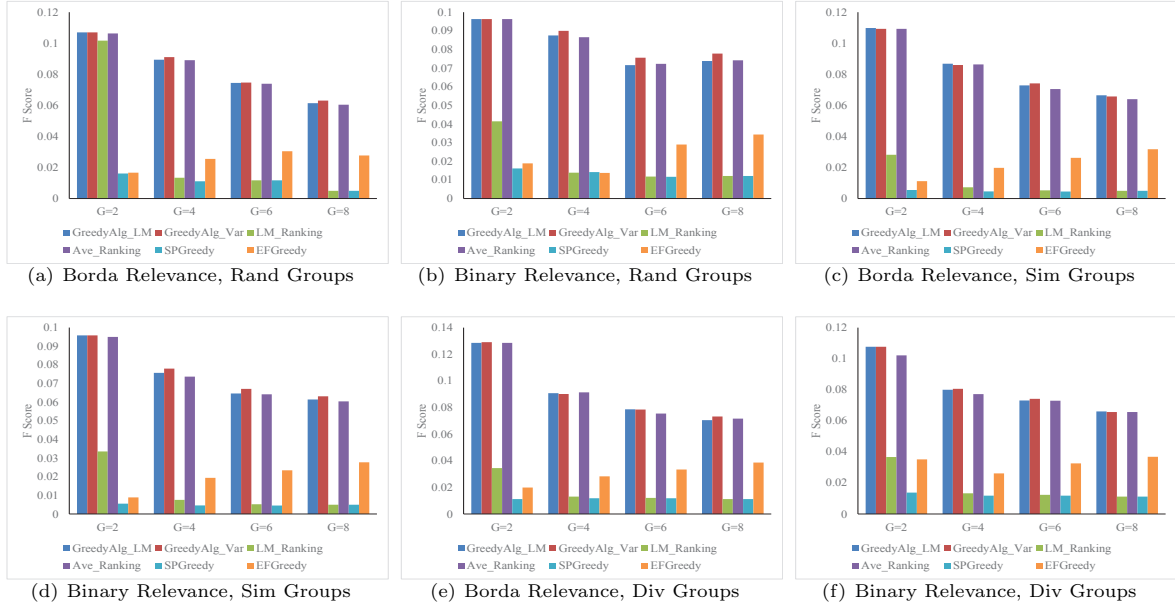 0.12
0.1
0.08
0.06
0.04
0.02
0
F Score
G=2 G=4 G=6 G=8
GreedyAlg_LM GreedyAlg_Var LM_Ranking
Ave_Ranking SPGreedy EFGreedy
(a) Borda Relevance, Rand Groups
0.1
0.09
0.08
0.07
0.06
0.05
0.04
0.03
0.02
0.01
0
F Score
G=2 G=4 G=6 G=8
GreedyAlg_LM GreedyAlg_Var LM_Ranking
Ave_Ranking SPGreedy EFGreedy
(b) Binary Relevance, Rand Groups
0.12
0.1
0.08
0.06
0.04
0.02
0
F Score
G=2 G=4 G=6 G=8
GreedyAlg_LM GreedyAlg_Var LM_Ranking
Ave_Ranking SPGreedy EFGreedy
(c) Borda Relevance, Sim Groups
0.1
0.09
0.08
0.07
0.06
0.05
0.04
0.03
0.02
0.01
0
F Score
G=2 G=4 G=6 G=8
GreedyAlg_LM GreedyAlg_Var LM_Ranking
Ave_Ranking SPGreedy EFGreedy
(d) Binary Relevance, Sim Groups
0.14
0.12
0.1
0.08
0.06
0.04
0.02
0
F Score
G=2 G=4 G=6 G=8
GreedyAlg_LM GreedyAlg_Var LM_Ranking
Ave_Ranking SPGreedy EFGreedy
(e) Borda Relevance, Div Groups
0.12
0.1
0.08
0.06
0.04
0.02
0
F Score
G=2 G=4 G=6 G=8
GreedyAlg_LM GreedyAlg_Var LM_Ranking
Ave_Ranking SPGreedy EFGreedy
(f) Binary Relevance, Div Groups